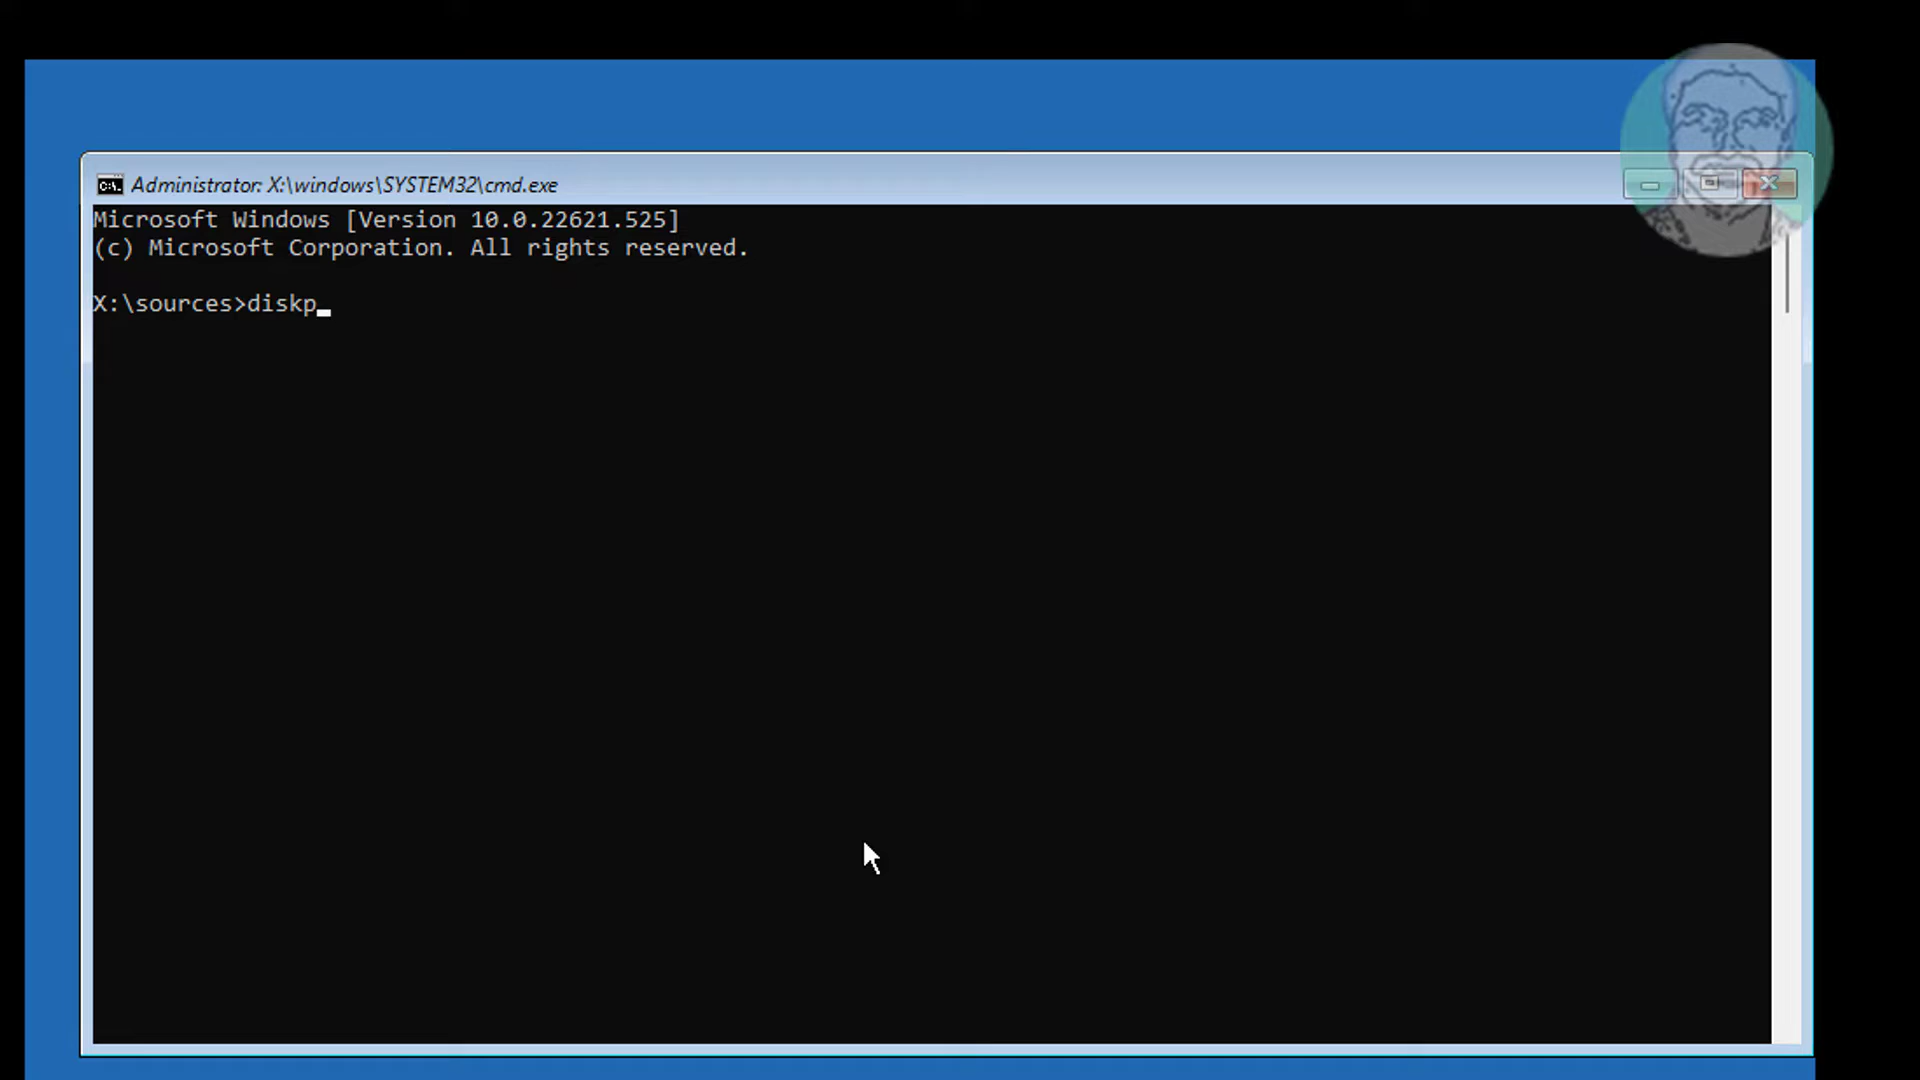 Administrator: X:\windows\SYSTEM32\cmd.exe
Microsoft Windows [Version 10.0.22621.525]
(c) Microsoft Corporation. All rights reserved.
X:\sources>diskp